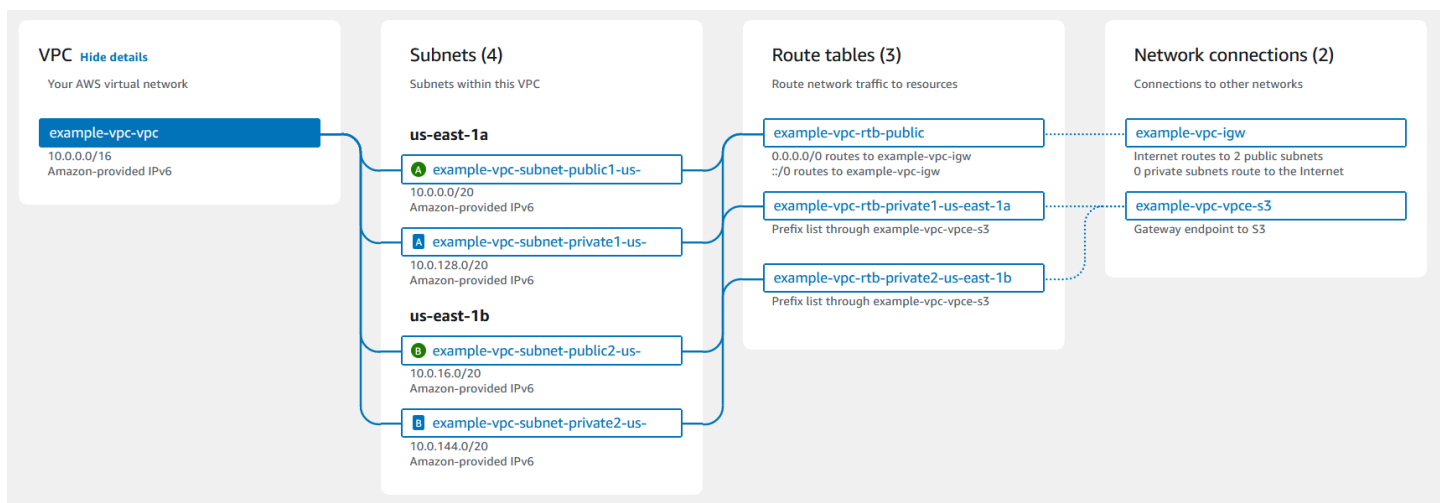 VPC Hide details
Your AWS virtual network
example-vpc-vpc
10.0.0.0/16
Amazon-provided IPv6
Subnets (4)
Subnets within this VPC
us-east-1a
A example-vpc-subnet-public1-us-
10.0.0.0/20
Amazon-provided IPv6
A example-vpc-subnet-private1-us-
10.0.128.0/20
Amazon-provided IPv6
us-east-1b
B example-vpc-subnet-public2-us-
10.0.16.0/20
Amazon-provided IPv6
B example-vpc-subnet-private2-us-
10.0.144.0/20
Amazon-provided IPv6
Route tables (3)
Route network traffic to resources
example-vpc-rtb-public
0.0.0.0/0 routes to example-vpc-igw
::/0 routes to example-vpc-igw
example-vpc-rtb-private1-us-east-1a
Prefix list through example-vpc-vpce-s3
example-vpc-rtb-private2-us-east-1b
Prefix list through example-vpc-vpce-s3
Network connections (2)
Connections to other networks
example-vpc-igw
Internet routes to 2 public subnets
0 private subnets route to the Internet
example-vpc-vpce-s3
Gateway endpoint to S3